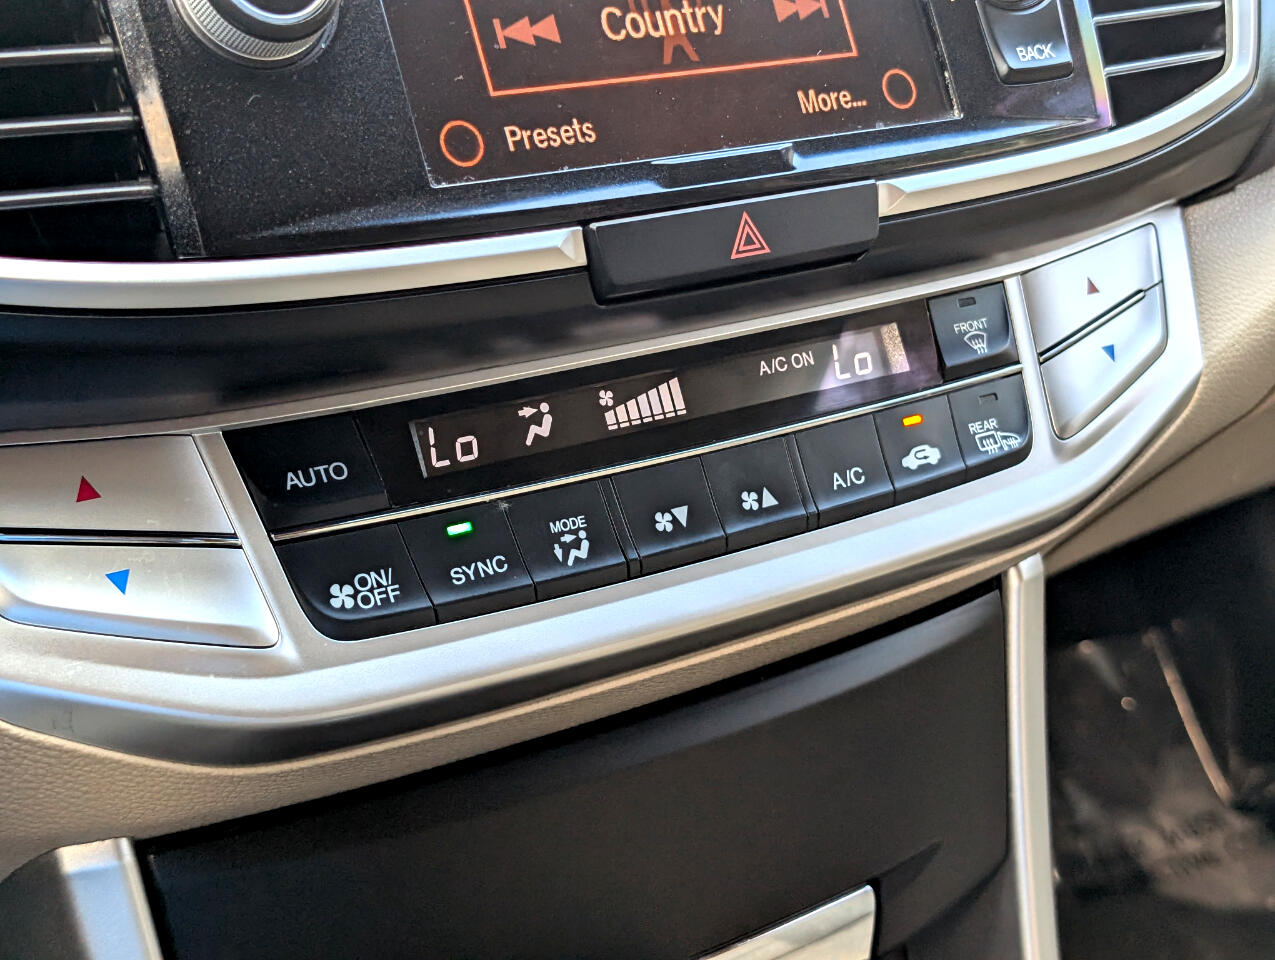 Country
BACK
More...
Presets
FRONT
A/C ON
Lo
Lo
AUTO
REAR
A/C
MODE
SYNC
ON/
OFF